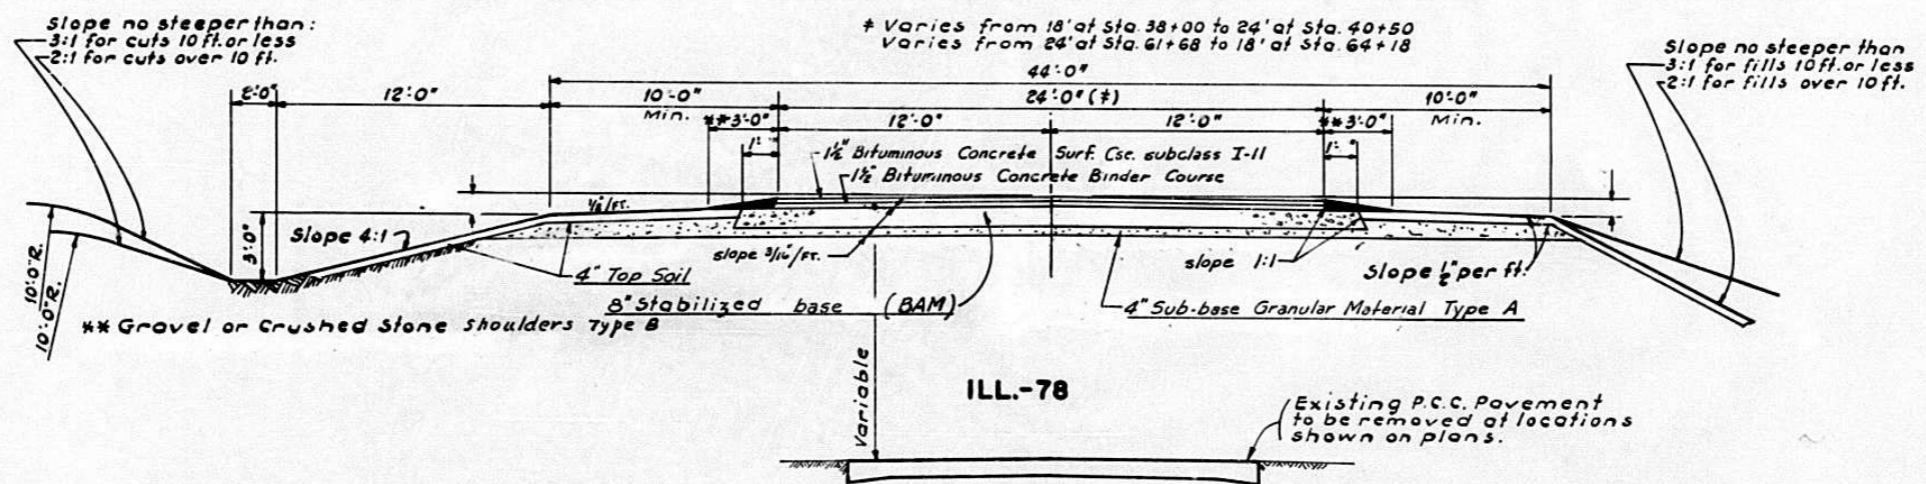 Slope no steeper than:
3:1 for cuts 10 ft. or less
2:1 for cuts over 10 ft.
* Varies from 18' at Sta. 38+00 to 24' at Sta. 40+50
Varies from 24' at Sta. 61+68 to 18' at Sta. 64+18
Slope no steeper than
3:1 for fills 10 ft. or less
2:1 for fills over 10 ft.
44'-0"
2'-0"
12'-0"
10'-0"
Min.
24'-0" (*)
10'-0"
Min.
**3'-0"
12'-0"
12'-0"
**3'-0"
1½" Bituminous Concrete Surf. Cse. subclass I-11
1½" Bituminous Concrete Binder Course
3'-0"
Slope 4:1
slope 3/16"/FT.
slope 1:1
Slope ½" per ft.
10'-0" R.
10'-0" R.
4" Top Soil
8" Stabilized base (BAM)
4" Sub-base Granular Material Type A
** Gravel or Crushed Stone shoulders Type B
Variable
ILL.-78
Existing P.C.C. Pavement
to be removed at locations
shown on plans.